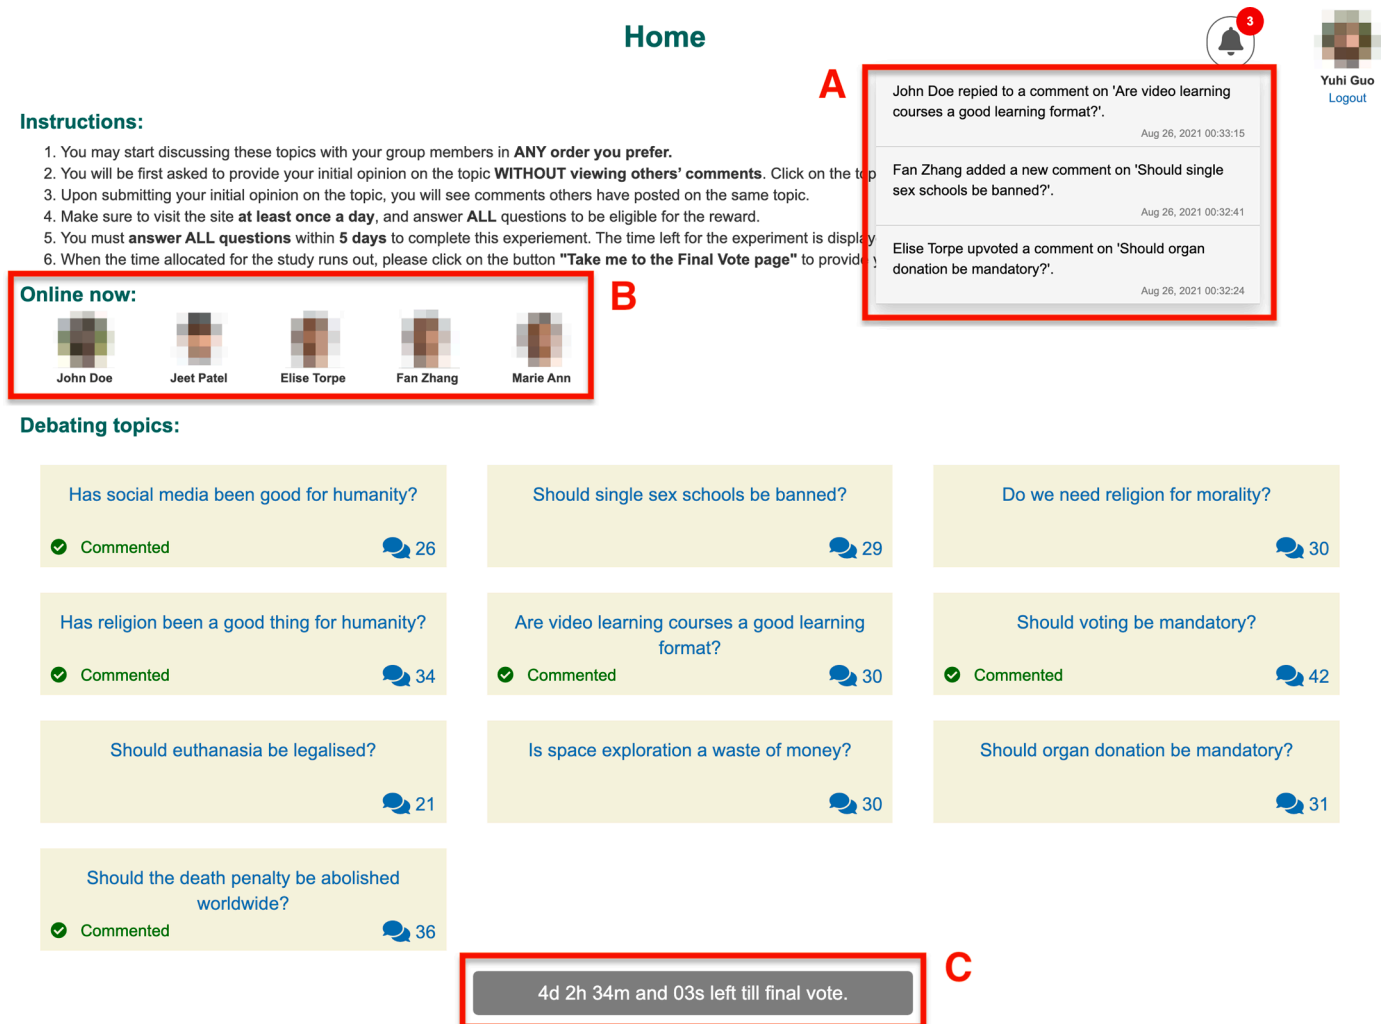 Home
3
Yuhi Guo
Logout
A
John Doe repied to a comment on 'Are video learning
courses a good learning format?'.
Aug 26, 2021 00:33:15
Fan Zhang added a new comment on 'Should single
sex schools be banned?'.
Aug 26, 2021 00:32:41
Elise Torpe upvoted a comment on 'Should organ
donation be mandatory?'.
Aug 26, 2021 00:32:24
Instructions:
1. You may start discussing these topics with your group members in ANY order you prefer.
2. You will be first asked to provide your initial opinion on the topic WITHOUT viewing others’ comments. Click on the top
3. Upon submitting your initial opinion on the topic, you will see comments others have posted on the same topic.
4. Make sure to visit the site at least once a day, and answer ALL questions to be eligible for the reward.
5. You must answer ALL questions within 5 days to complete this experiement. The time left for the experiment is display
6. When the time allocated for the study runs out, please click on the button "Take me to the Final Vote page" to provide
B
Online now:
John Doe
Jeet Patel
Elise Torpe
Fan Zhang
Marie Ann
Debating topics:
Has social media been good for humanity?
Commented
26
Should single sex schools be banned?
29
Do we need religion for morality?
30
Has religion been a good thing for humanity?
Commented
34
Are video learning courses a good learning
format?
Commented
30
Should voting be mandatory?
Commented
42
Should euthanasia be legalised?
21
Is space exploration a waste of money?
30
Should organ donation be mandatory?
31
Should the death penalty be abolished
worldwide?
Commented
36
C
4d 2h 34m and 03s left till final vote.